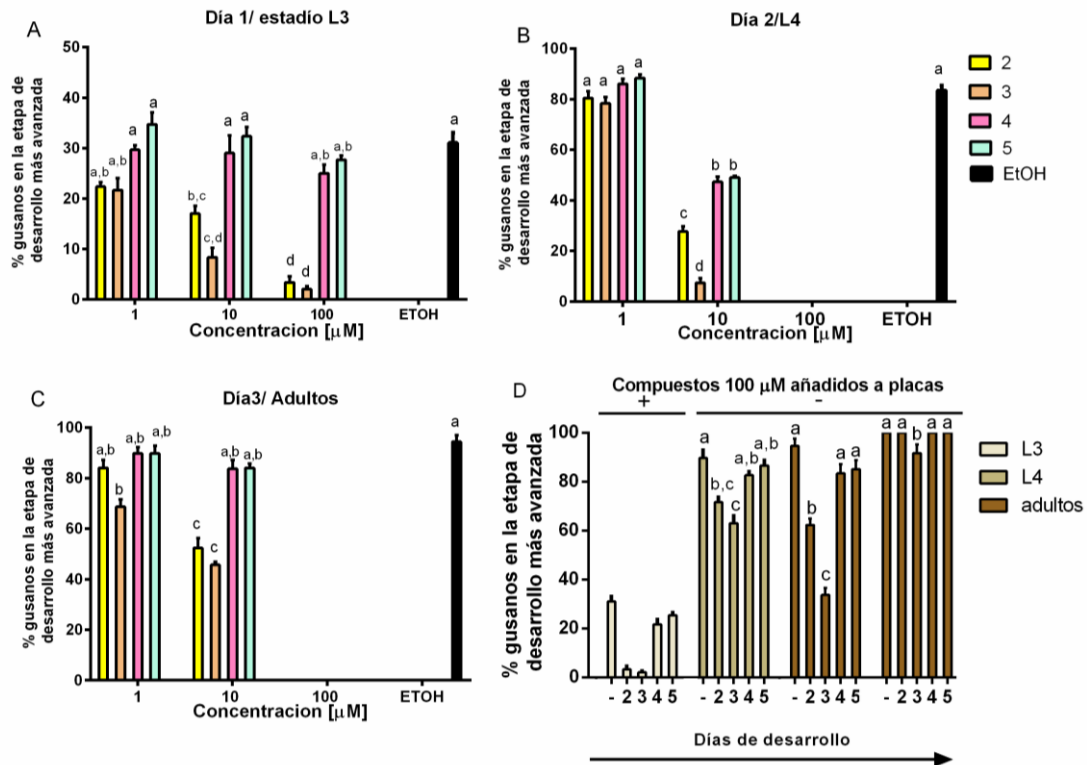 A
Día 1/ estadío L3
% gusanos en la etapa de
desarrollo más avanzada
50
40
30
20
10
0
a,b
a,b
a
a
b,c
c,d
a
a
d
d
a,b
a,b
a
1
10
100
ETOH
Concentracion [μM]
B
Día 2/L4
% gusanos en la etapa de
desarrollo más avanzada
100
80
60
40
20
0
a
a
a
a
c
d
b
b
a
1
10
100
ETOH
Concentracion [μM]
2
3
4
5
EtOH
C
Día3/ Adultos
% gusanos en la etapa de
desarrollo más avanzada
100
80
60
40
20
0
a,b
b
a,b
a,b
c
c
a,b
a,b
a
1
10
100
ETOH
Concentracion [μM]
D
Compuestos 100 μM añadidos a placas
+
-
% gusanos en la etapa de
desarrollo más avanzada
100
80
60
40
20
0
a
b,c
c
a,b
a,b
a
b
c
a
a
a
a
b
a
a
- 2 3 4 5
- 2 3 4 5
- 2 3 4 5
- 2 3 4 5
Días de desarrollo
L3
L4
adultos